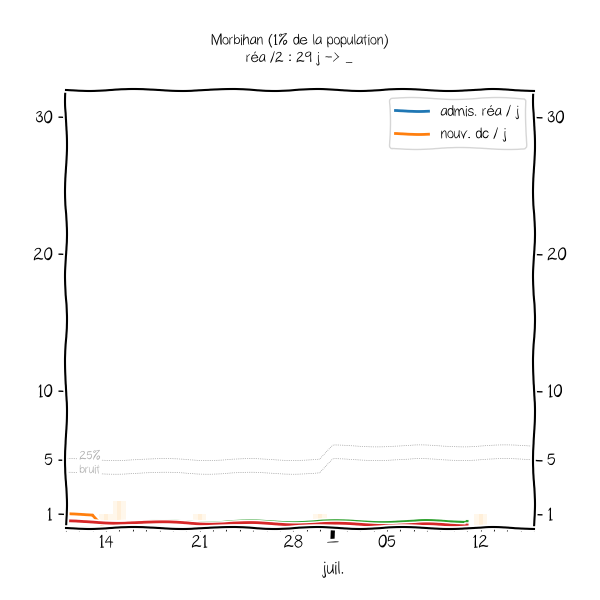 Morbihan (1% de la population)
réa /2 : 29 j -> _
admis. réa / j
nouv. dc / j
30
30
20
20
10
10
5
25%
5
bruit
1
1
14
21
28
1
05
12
juil.